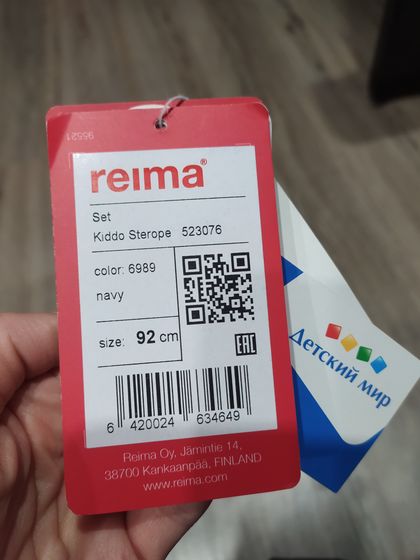 95521
reima®
Set
Kiddo Sterope 523076
color: 6989
navy
size: 92 cm
EAC
6 420024 634649
Reima Oy, Jämintie 14,
38700 Kankaanpää, FINLAND
www.reima.com
Детский мир